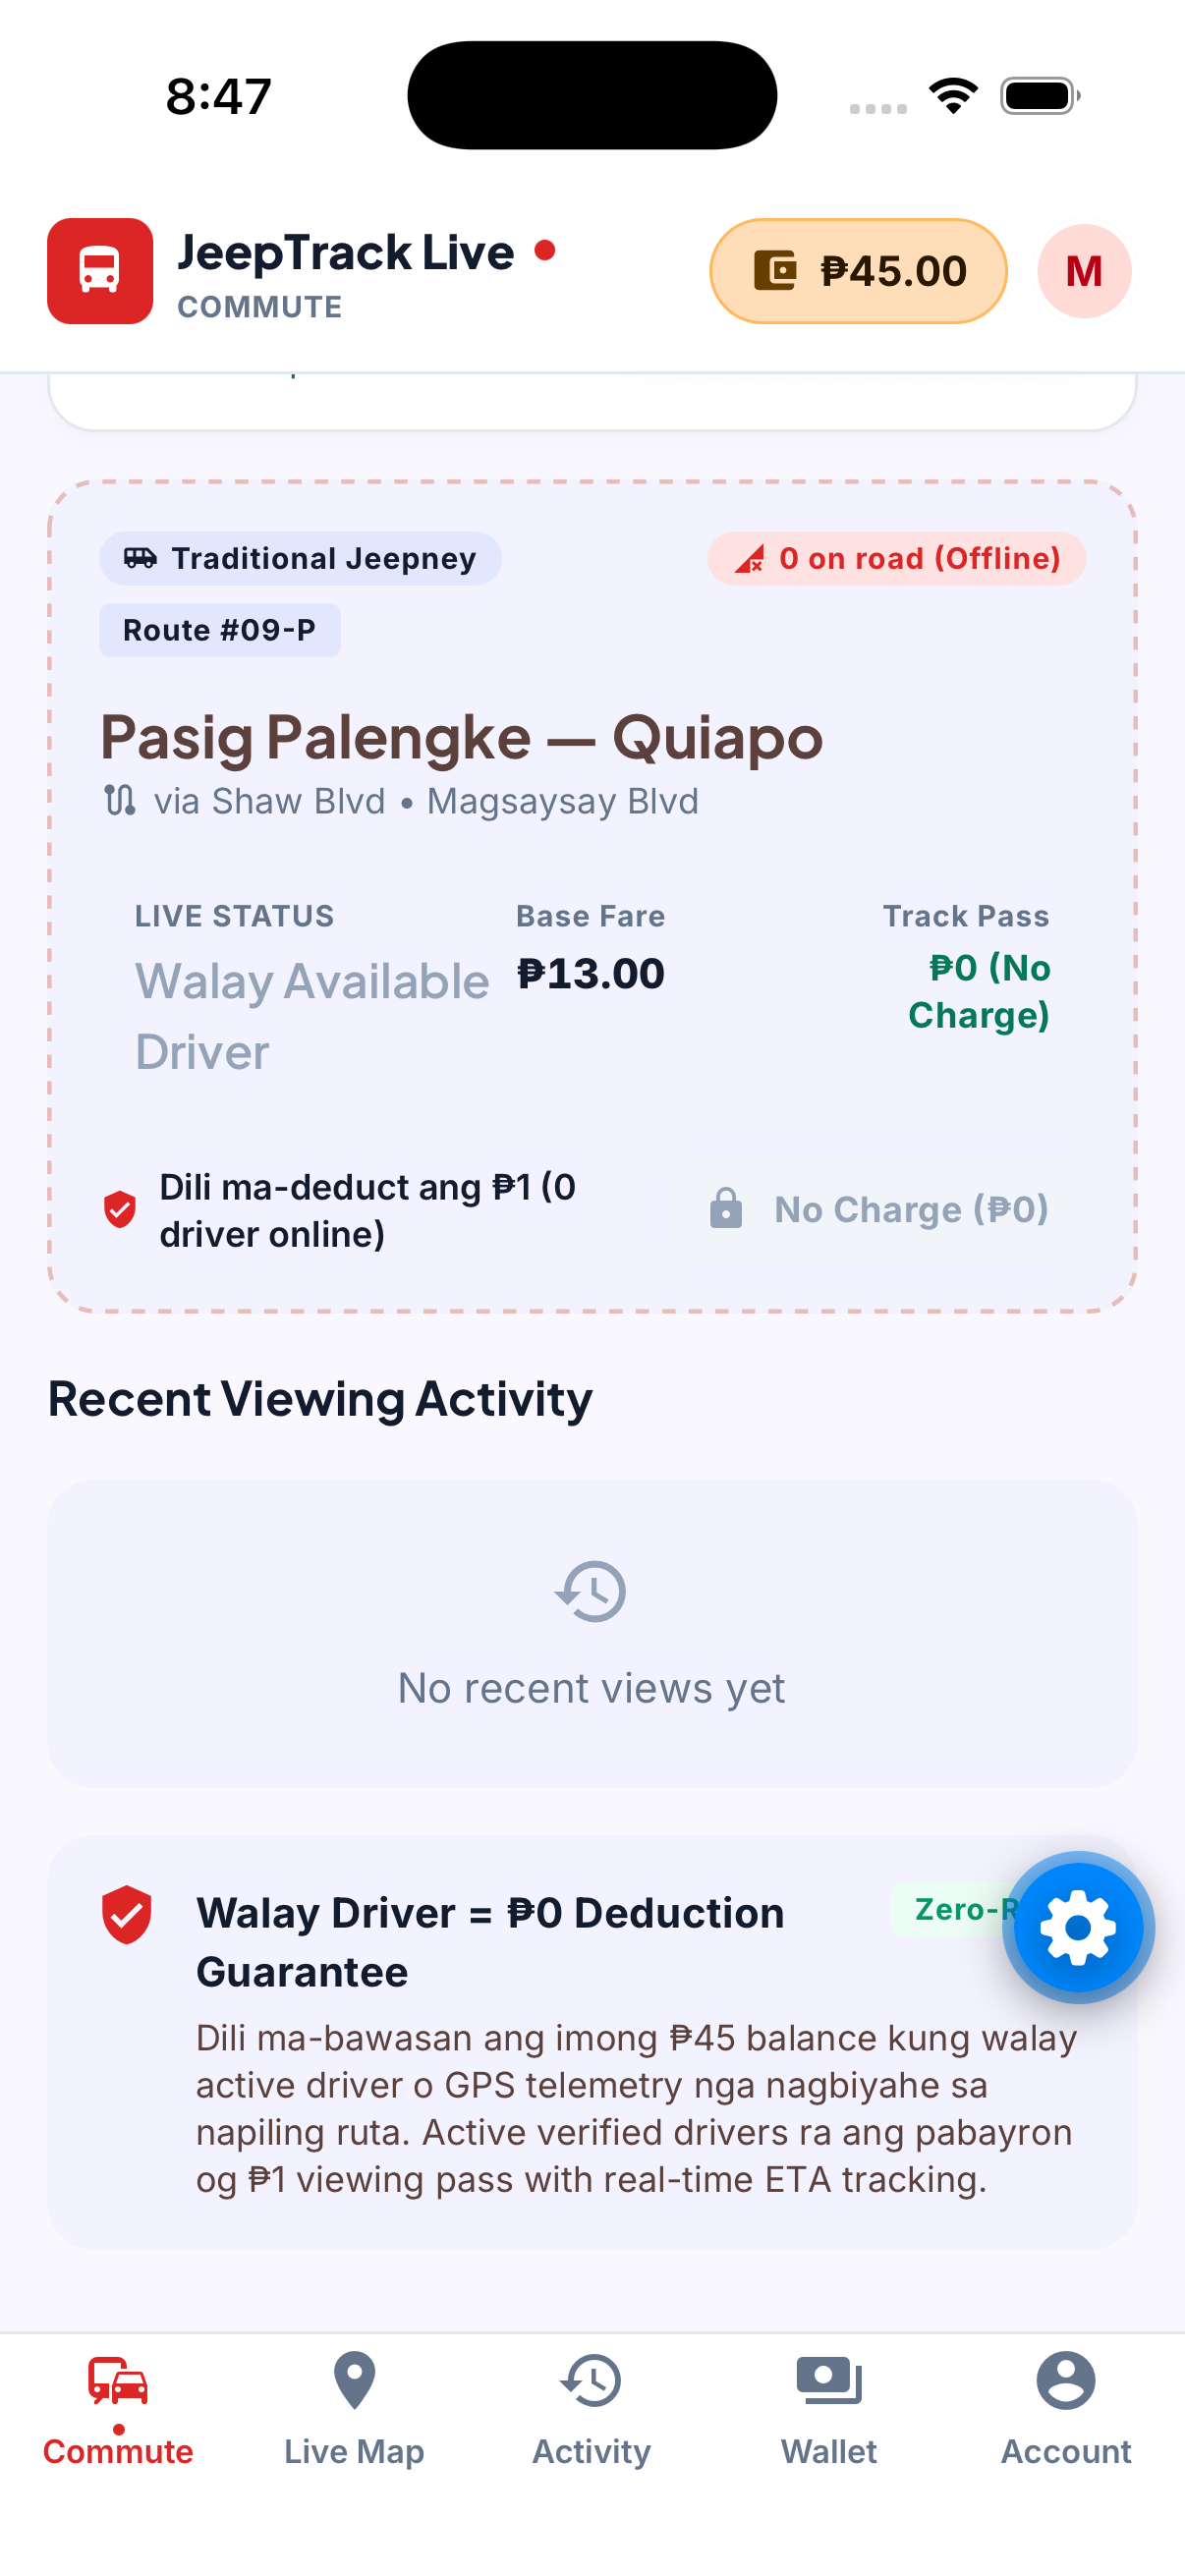 8:47
JeepTrack Live
COMMUTE
₱45.00
M
Traditional Jeepney
0 on road (Offline)
Route #09-P
Pasig Palengke — Quiapo
via Shaw Blvd • Magsaysay Blvd
LIVE STATUS
Walay Available
Driver
Base Fare
₱13.00
Track Pass
₱0 (No
Charge)
Dili ma-deduct ang ₱1 (0
driver online)
No Charge (₱0)
Recent Viewing Activity
No recent views yet
Walay Driver = ₱0 Deduction
Guarantee
Dili ma-bawasan ang imong ₱45 balance kung walay
active driver o GPS telemetry nga nagbiyahe sa
napiling ruta. Active verified drivers ra ang pabayron
og ₱1 viewing pass with real-time ETA tracking.
Commute
Live Map
Activity
Wallet
Account